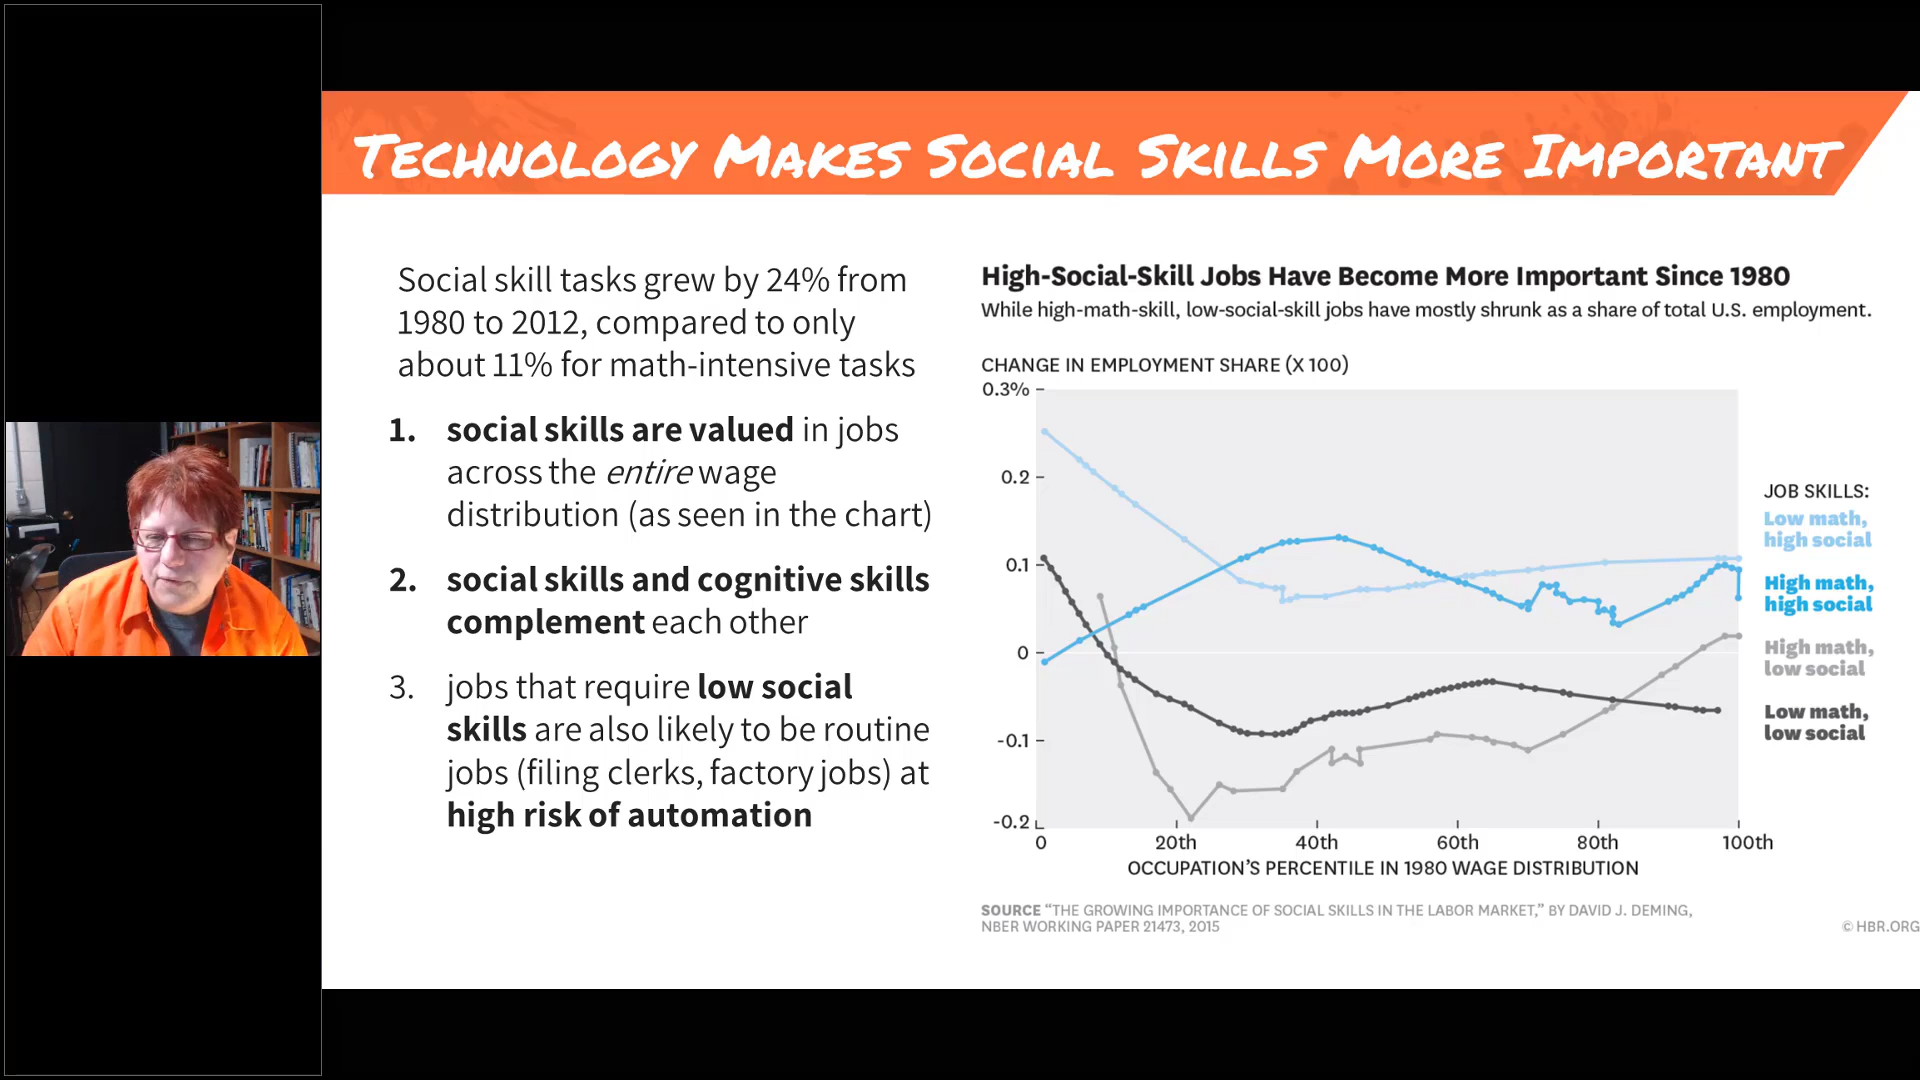 TECHNOLOGY MAKES SOCIAL SKILLS MORE IMPORTANT
Social skill tasks grew by 24% from
1980 to 2012, compared to only
about 11% for math-intensive tasks
1. social skills are valued in jobs
across the entire wage
distribution (as seen in the chart)
2. social skills and cognitive skills
complement each other
3. jobs that require low social
skills are also likely to be routine
jobs (filing clerks, factory jobs) at
high risk of automation
High-Social-Skill Jobs Have Become More Important Since 1980
While high-math-skill, low-social-skill jobs have mostly shrunk as a share of total U.S. employment.
CHANGE IN EMPLOYMENT SHARE (X 100)
0.3%
0.2
0.1
0
-0.1
-0.2
0 20th 40th 60th 80th 100th
OCCUPATION'S PERCENTILE IN 1980 WAGE DISTRIBUTION
JOB SKILLS:
Low math,
high social
High math,
high social
High math,
low social
Low math,
low social
SOURCE “THE GROWING IMPORTANCE OF SOCIAL SKILLS IN THE LABOR MARKET,” BY DAVID J. DEMING,
NBER WORKING PAPER 21473, 2015
© HBR.ORG